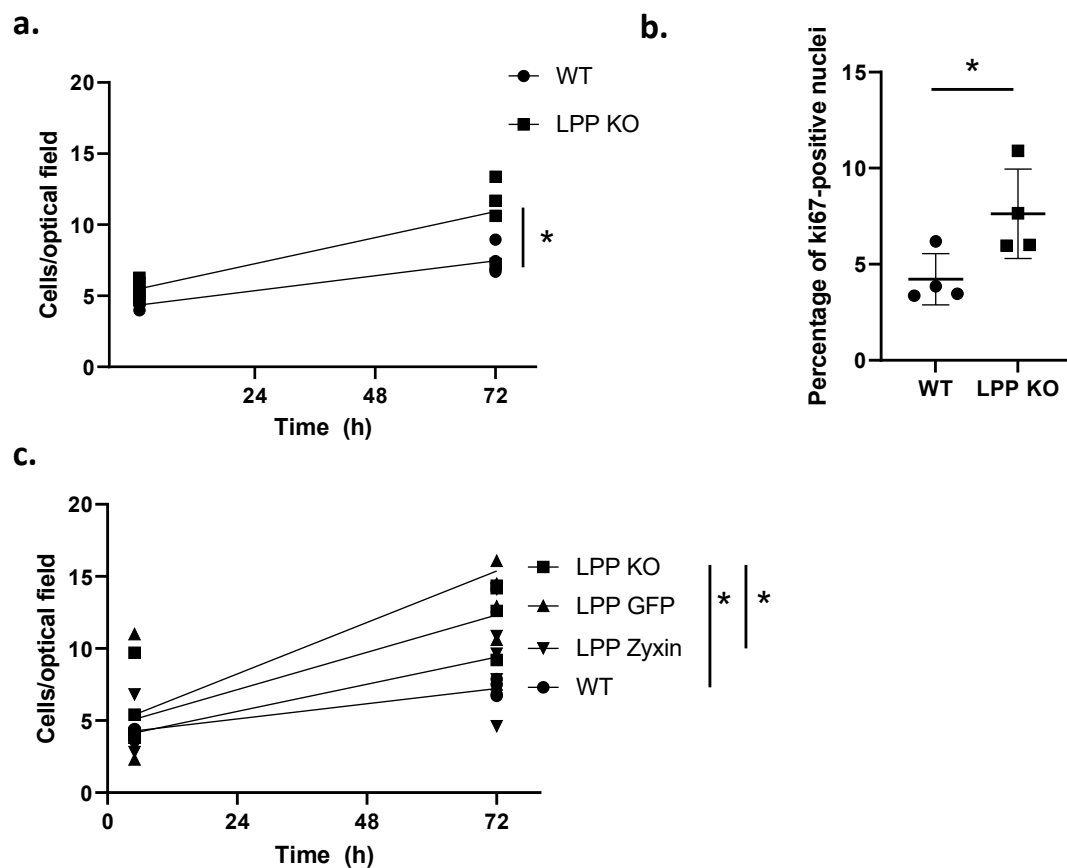 a.
Cells/optical field
20
15
10
5
0
24
48
72
Time (h)
WT
LPP KO
*
b.
Percentage of ki67-positive nuclei
15
10
5
0
*
WT
LPP KO
c.
Cells/optical field
20
15
10
5
0
0
24
48
72
Time (h)
LPP KO
LPP GFP
LPP Zyxin
WT
*
*